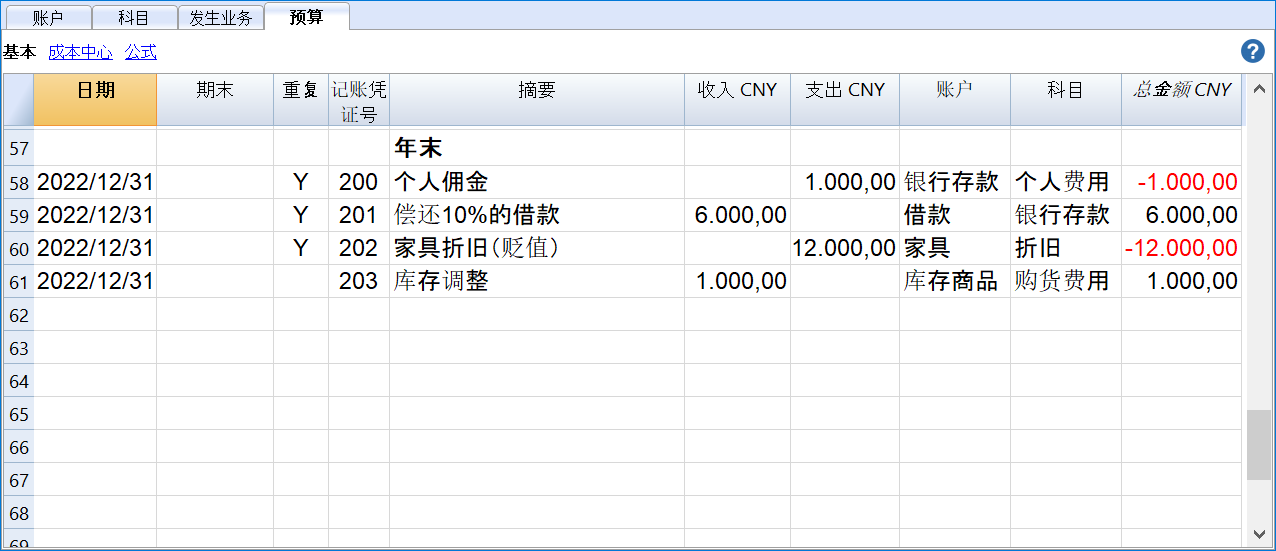 账户 科目 发生业务 预算
基本 成本中心 公式 ?
日期 期末 重复 记账凭证号 摘要 收入 CNY 支出 CNY 账户 科目 总金额 CNY
57 年末
58 2022/12/31 Y 200 个人佣金 1.000,00 银行存款 个人费用 -1.000,00
59 2022/12/31 Y 201 偿还10%的借款 6.000,00 借款 银行存款 6.000,00
60 2022/12/31 Y 202 家具折旧(贬值) 12.000,00 家具 折旧 -12.000,00
61 2022/12/31 203 库存调整 1.000,00 库存商品 购货费用 1.000,00
62
63
64
65
66
67
68
69